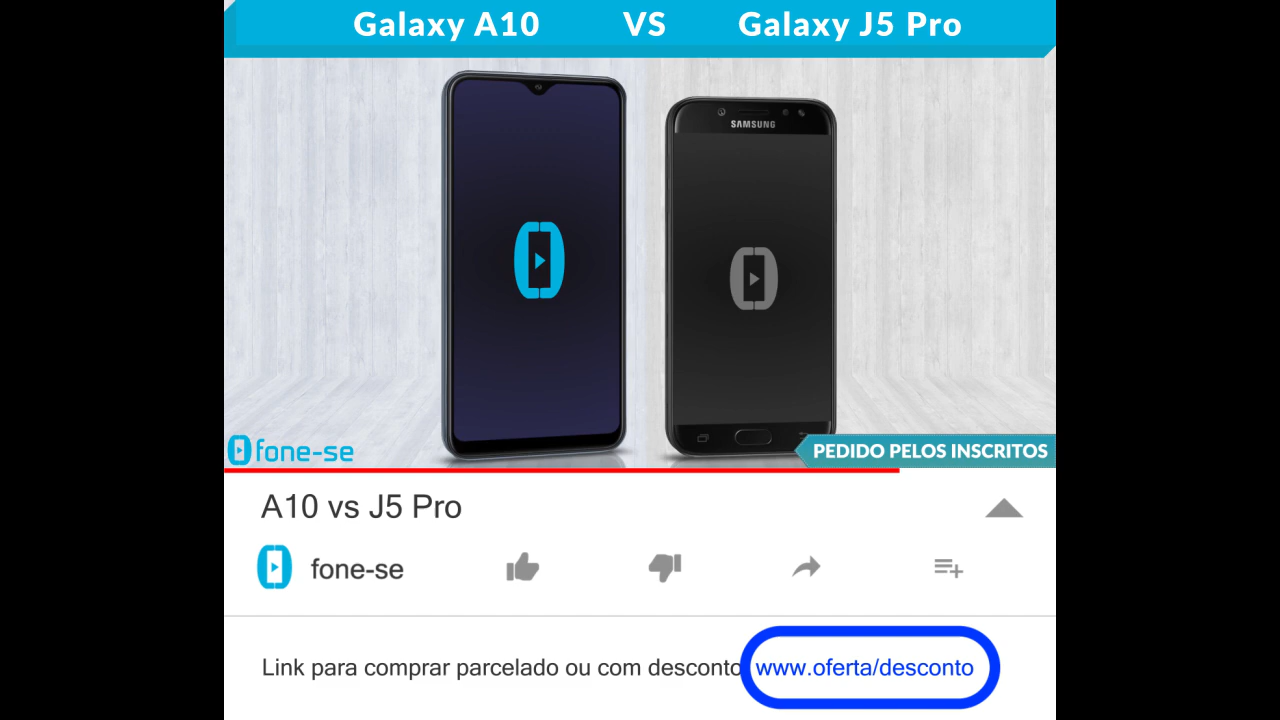 Galaxy A10 VS Galaxy J5 Pro
SAMSUNG
fone-se
PEDIDO PELOS INSCRITOS
A10 vs J5 Pro
fone-se
Link para comprar parcelado ou com desconto www.oferta/desconto